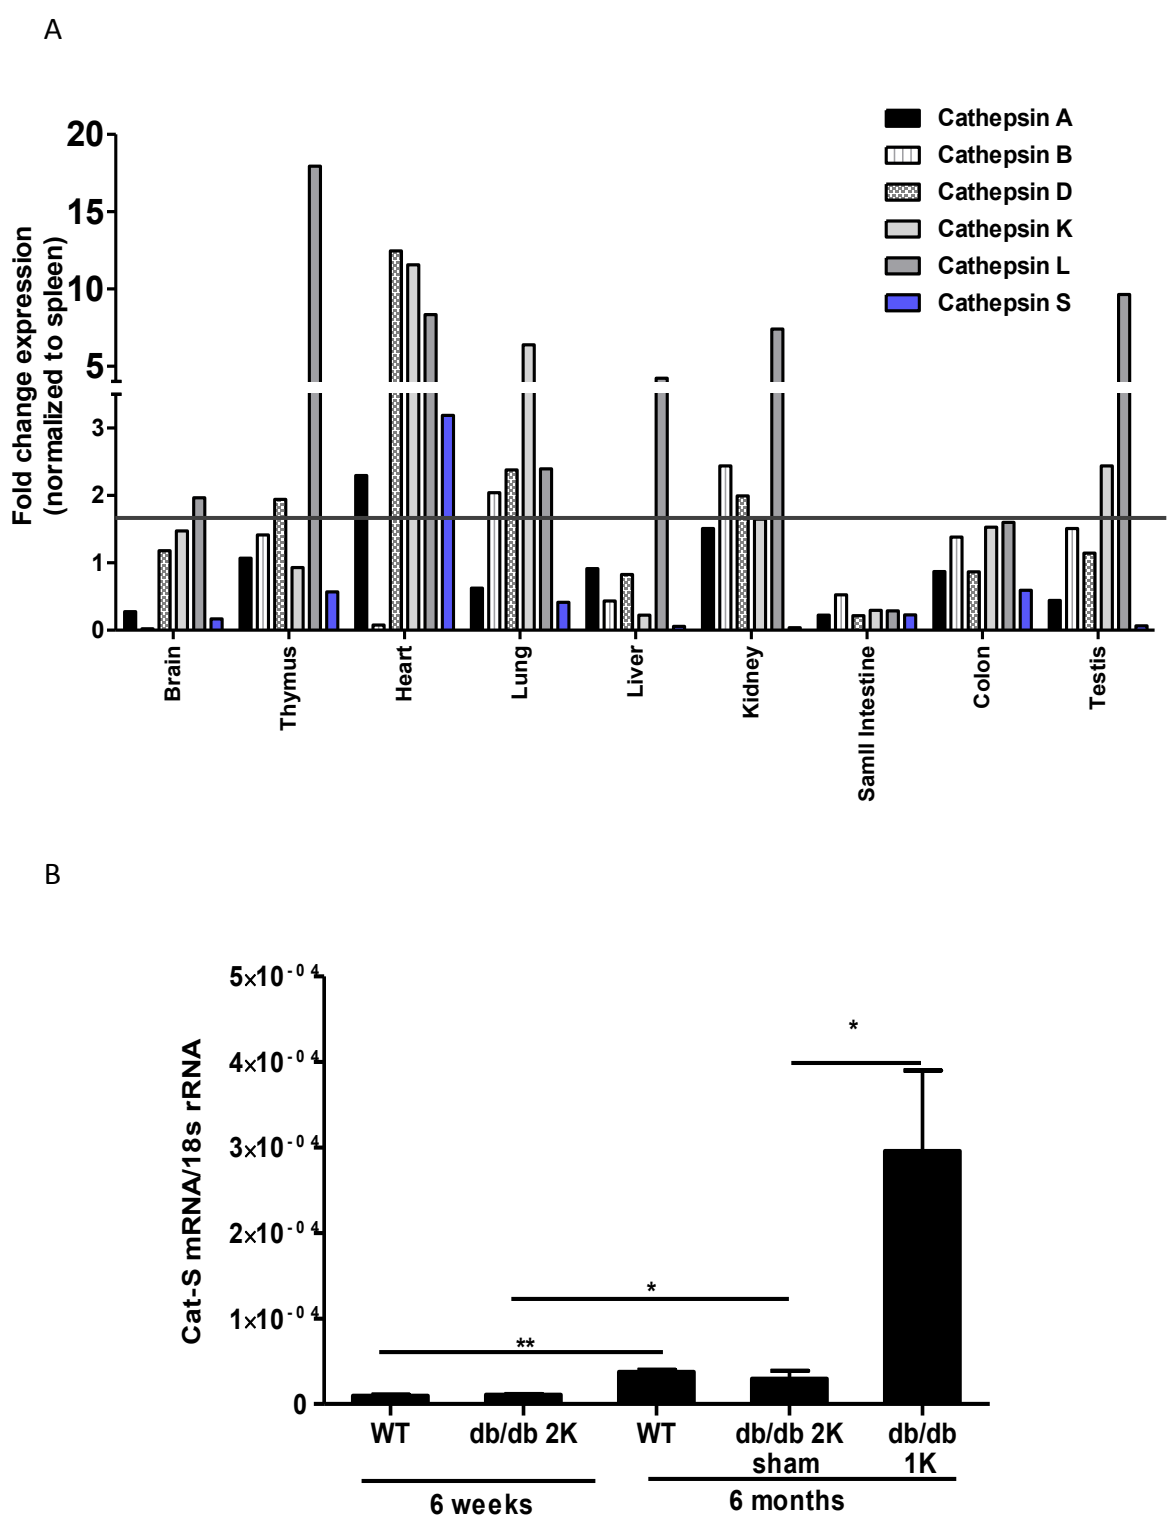 A
Cathepsin A
Cathepsin B
Cathepsin D
Cathepsin K
Cathepsin L
Cathepsin S
Fold change expression
(normalized to spleen)
20
15
10
5
3
2
1
0
Brain
Thymus
Heart
Lung
Liver
Kidney
Samll Intestine
Colon
Testis
B
Cat-S mRNA/18s rRNA
5×10-04
4×10-04
3×10-04
2×10-04
1×10-04
0
*
*
**
WT db/db 2K WT db/db 2K db/db
sham 1K
6 weeks 6 months